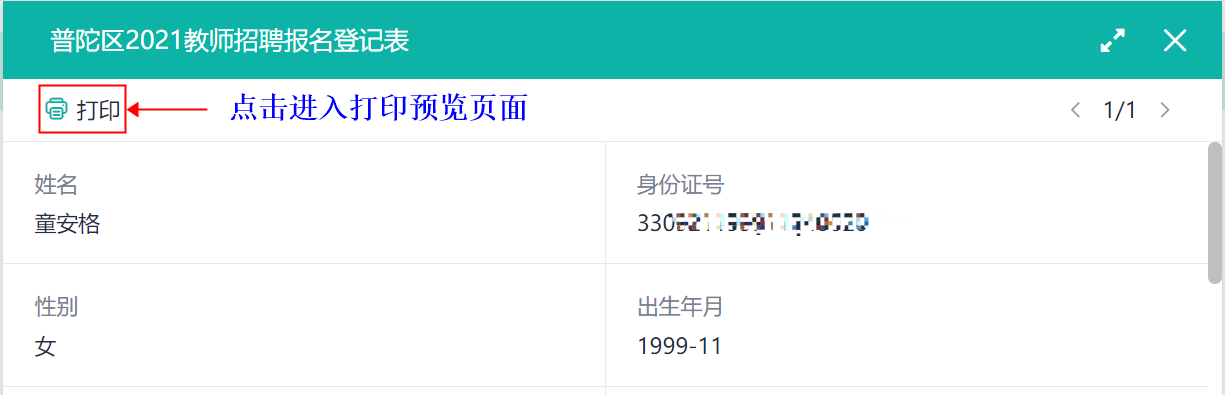 普陀区2021教师招聘报名登记表
打印
点击进入打印预览页面
1/1
姓名
身份证号
童安格
330
性别
出生年月
女
1999-11